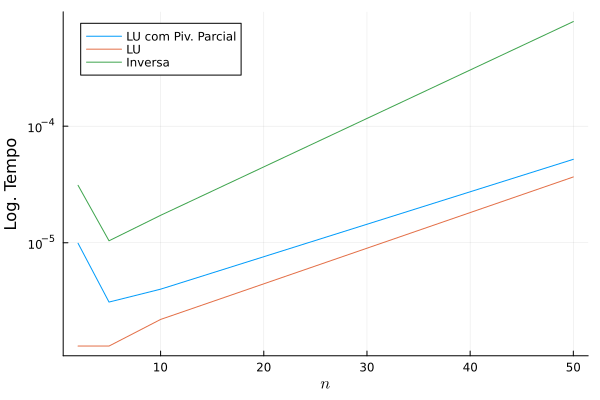 LU com Piv. Parcial
LU
Inversa
Log. Tempo
10⁻⁴
10⁻⁵
10 20 30 40 50
n